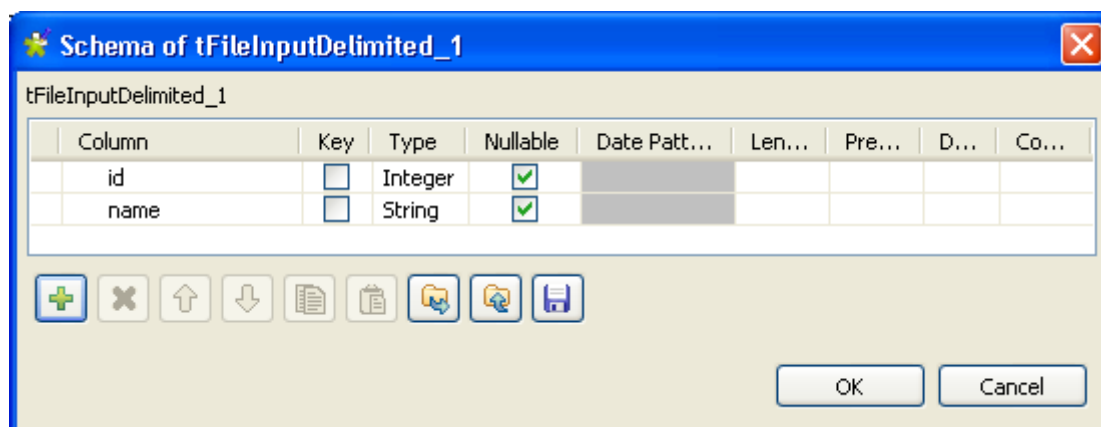 Schema of tFileInputDelimited_1
tFileInputDelimited_1
Column Key Type Nullable Date Patt... Len... Pre... D... Co...
id Integer
name String
OK Cancel